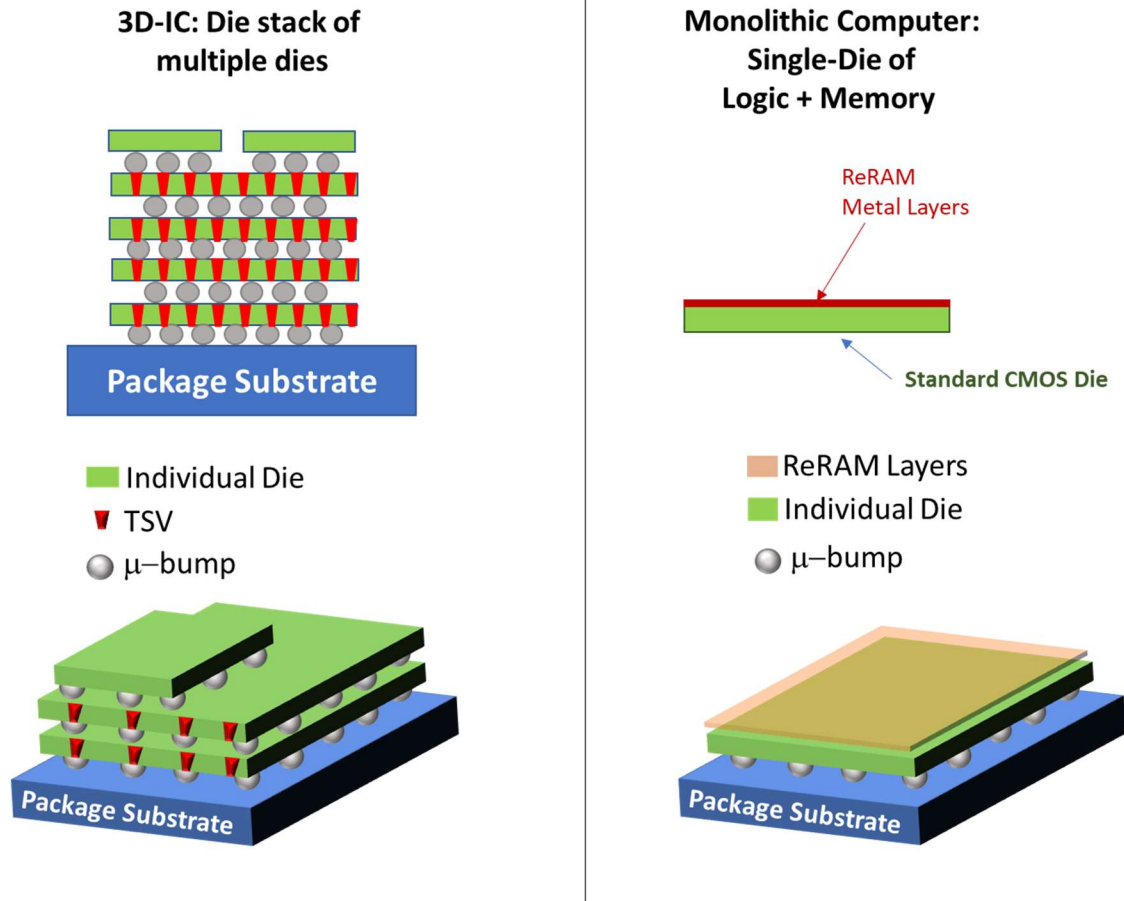 3D-IC: Die stack of
multiple dies
Package Substrate
Individual Die
TSV
μ–bump
Package Substrate
Monolithic Computer:
Single-Die of
Logic + Memory
ReRAM
Metal Layers
Standard CMOS Die
ReRAM Layers
Individual Die
μ–bump
Package Substrate